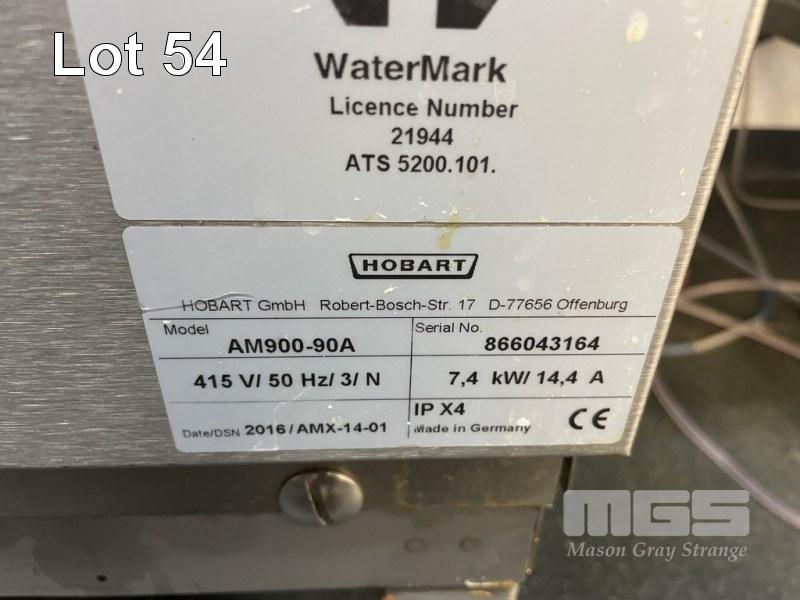 Lot 54
WaterMark
Licence Number
21944
ATS 5200.101.
HOBART
HOBART GmbH Robert-Bosch-Str. 17 D-77656 Offenburg
Model
AM900-90A
Serial No.
866043164
415 V/ 50 Hz/ 3/ N
7,4 kW/ 14,4 A
IP X4
Date/DSN 2016/AMX-14-01
Made in Germany
CE
MGS
Mason Gray Strange